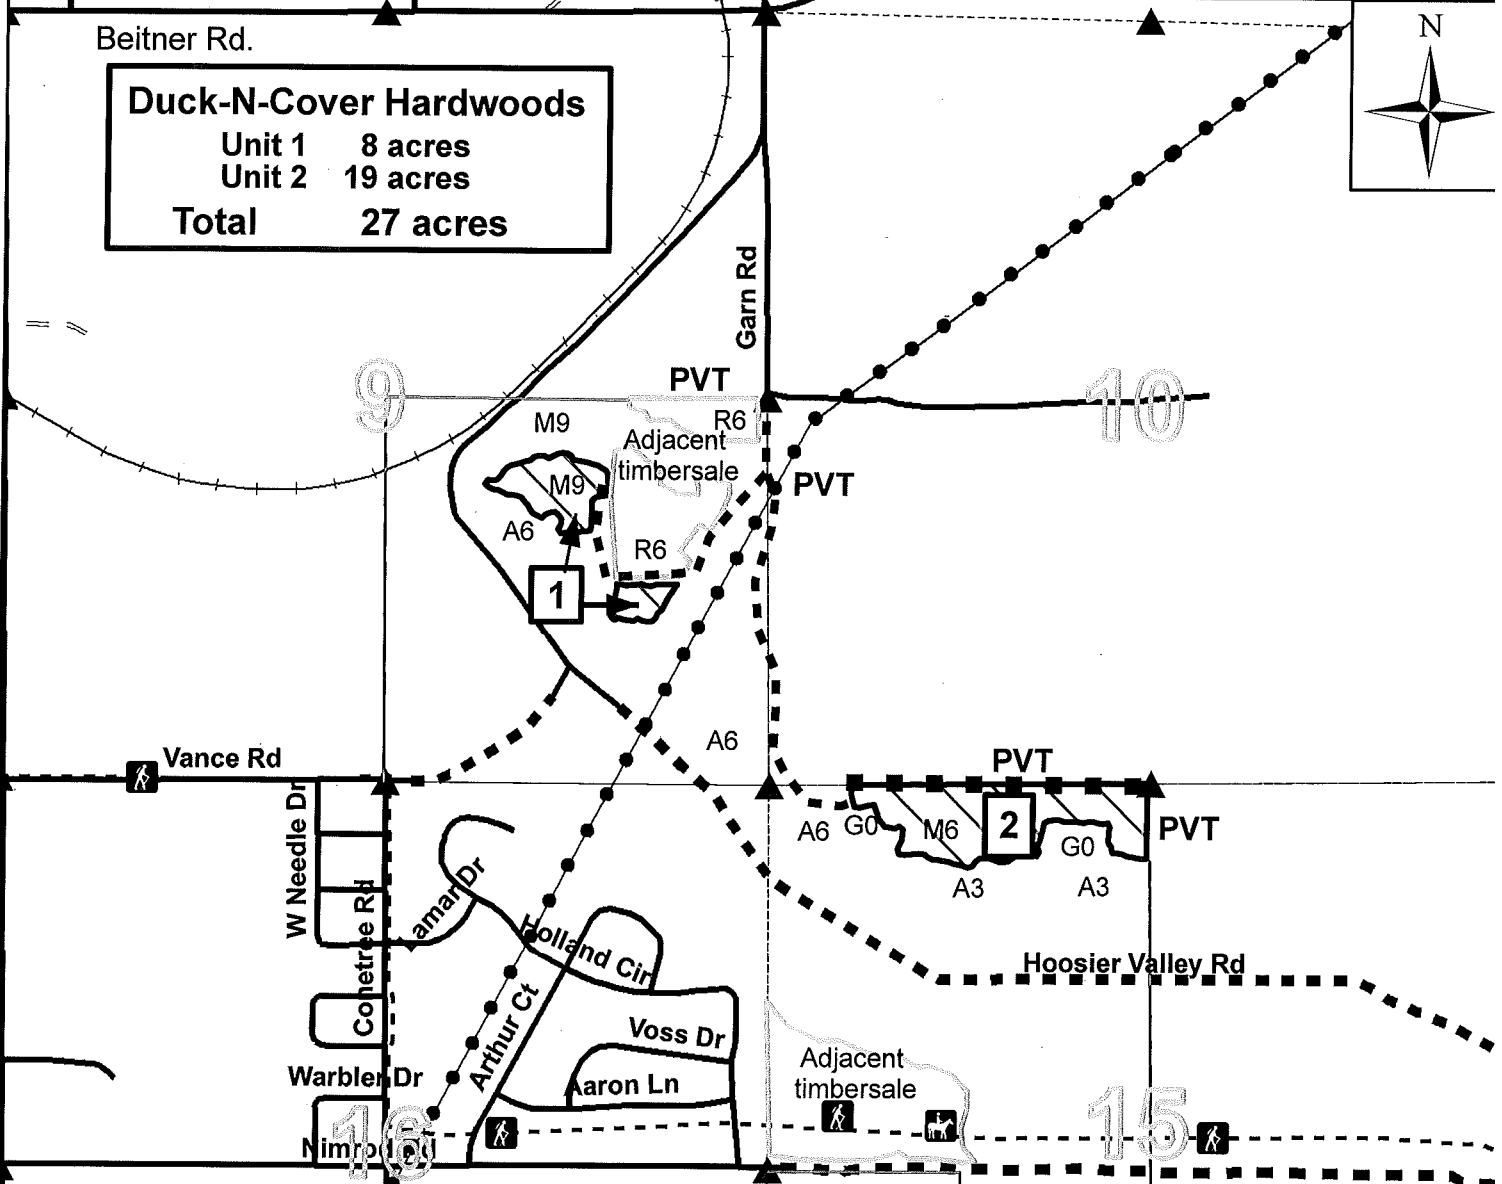 Beitner Rd.
N
Duck-N-Cover Hardwoods
Unit 1 8 acres
Unit 2 19 acres
Total 27 acres
Garn Rd
9
PVT
10
M9
R6
Adjacent
timbersale
M9
PVT
A6
R6
1
A6
Vance Rd
PVT
W Needle Dr
A6
G0
M6
2
G0
PVT
A3
A3
Lamar Dr
Conetree Rd
Holland Cir
Hoosier Valley Rd
Arthur Ct
Voss Dr
Adjacent
timbersale
Warbler Dr
Aaron Ln
16
15
Nimrod Rd